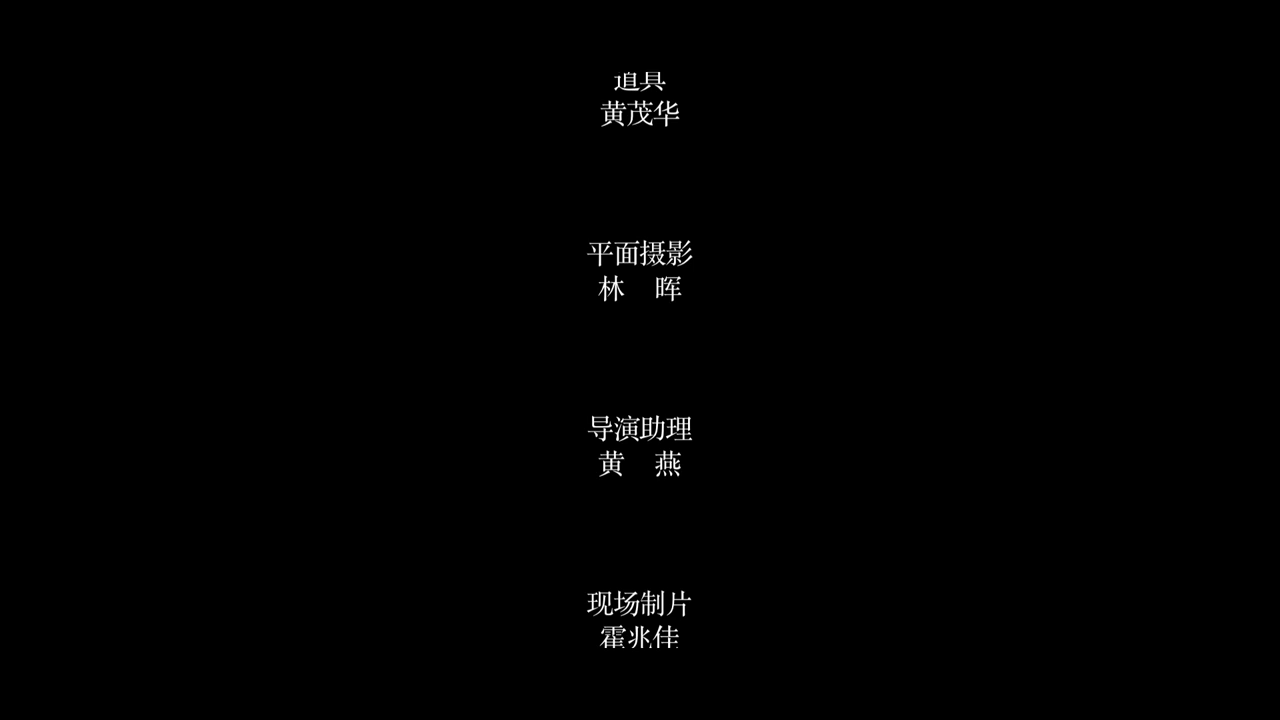 道具
黄茂华
平面摄影
林 晖
导演助理
黄 燕
现场制片
霍兆佳